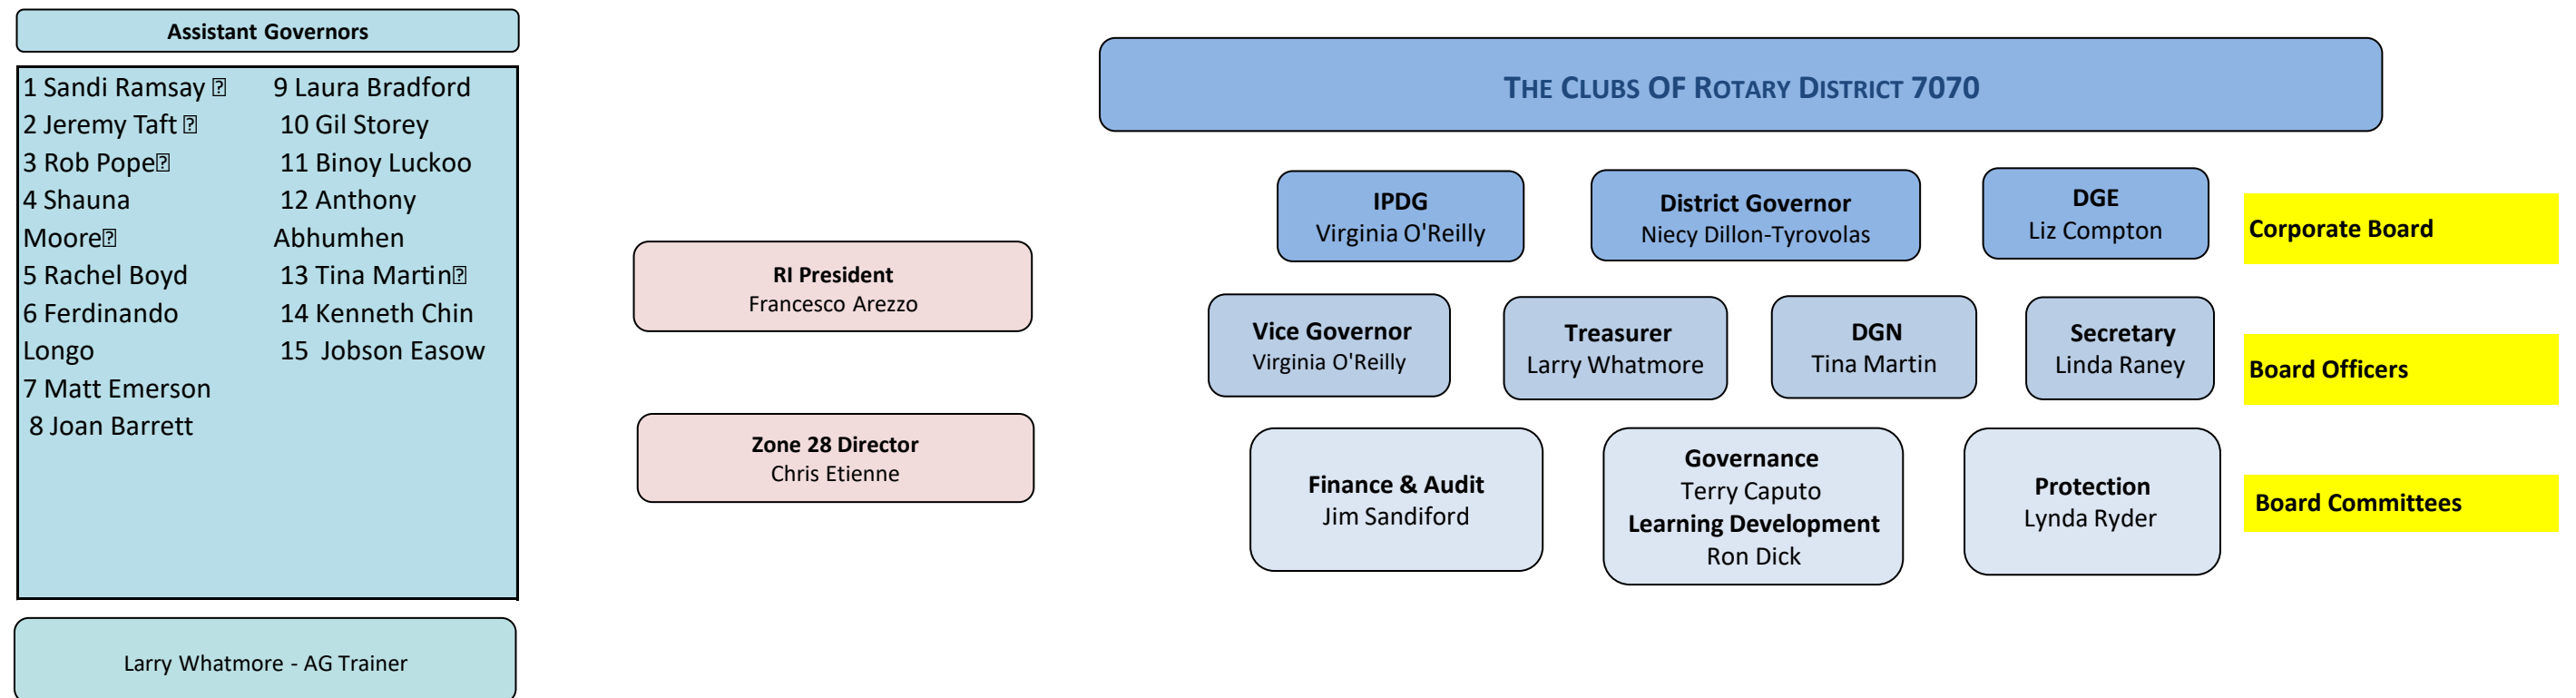 Assistant Governors
1 Sandi Ramsay �
2 Jeremy Taft �
3 Rob Pope�
4 Shauna
Moore�
5 Rachel Boyd
6 Ferdinando
Longo
7 Matt Emerson
8 Joan Barrett
9 Laura Bradford
10 Gil Storey
11 Binoy Luckoo
12 Anthony
Abhumhen
13 Tina Martin�
14 Kenneth Chin
15 Jobson Easow
Larry Whatmore - AG Trainer
RI President
Francesco Arezzo
Zone 28 Director
Chris Etienne
THE CLUBS OF ROTARY DISTRICT 7070
IPDG
Virginia O'Reilly
District Governor
Niecy Dillon-Tyrovolas
DGE
Liz Compton
Corporate Board
Vice Governor
Virginia O'Reilly
Treasurer
Larry Whatmore
DGN
Tina Martin
Secretary
Linda Raney
Board Officers
Finance & Audit
Jim Sandiford
Governance
Terry Caputo
Learning Development
Ron Dick
Protection
Lynda Ryder
Board Committees